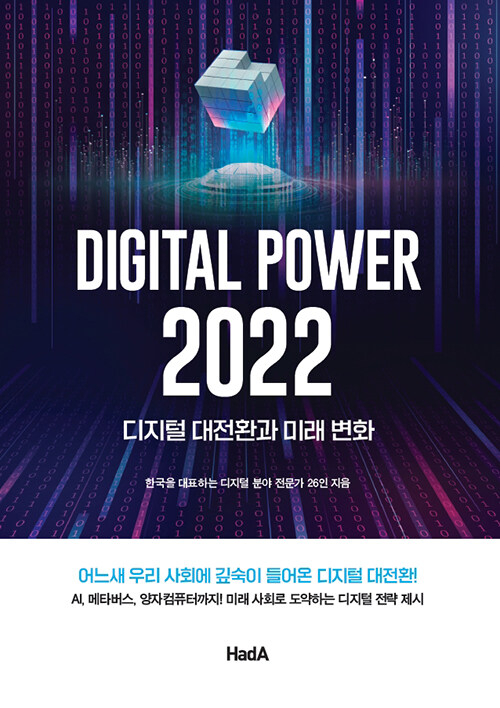 DIGITAL POWER
2022
디지털 대전환과 미래 변화
한국을 대표하는 디지털 분야 전문가 26인 지음
어느새 우리 사회에 깊숙이 들어온 디지털 대전환!
AI, 메타버스, 양자컴퓨터까지! 미래 사회로 도약하는 디지털 전략 제시
HadA